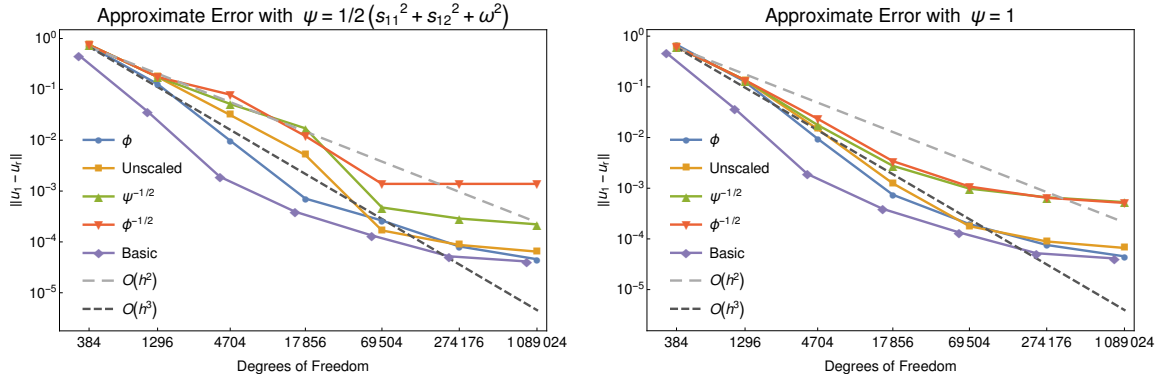 Approximate Error with ψ = 1/2 (s₁₁² + s₁₂² + ω²)
‖u₁ − uᵣ‖
10⁰
10⁻¹
10⁻²
10⁻³
10⁻⁴
10⁻⁵
ϕ
Unscaled
ψ⁻¹/²
ϕ⁻¹/²
Basic
O(h²)
O(h³)
384 1296 4704 17 856 69 504 274 176 1 089 024
Degrees of Freedom
Approximate Error with ψ = 1
‖u₁ − uᵣ‖
10⁰
10⁻¹
10⁻²
10⁻³
10⁻⁴
10⁻⁵
ϕ
Unscaled
ψ⁻¹/²
ϕ⁻¹/²
Basic
O(h²)
O(h³)
384 1296 4704 17 856 69 504 274 176 1 089 024
Degrees of Freedom